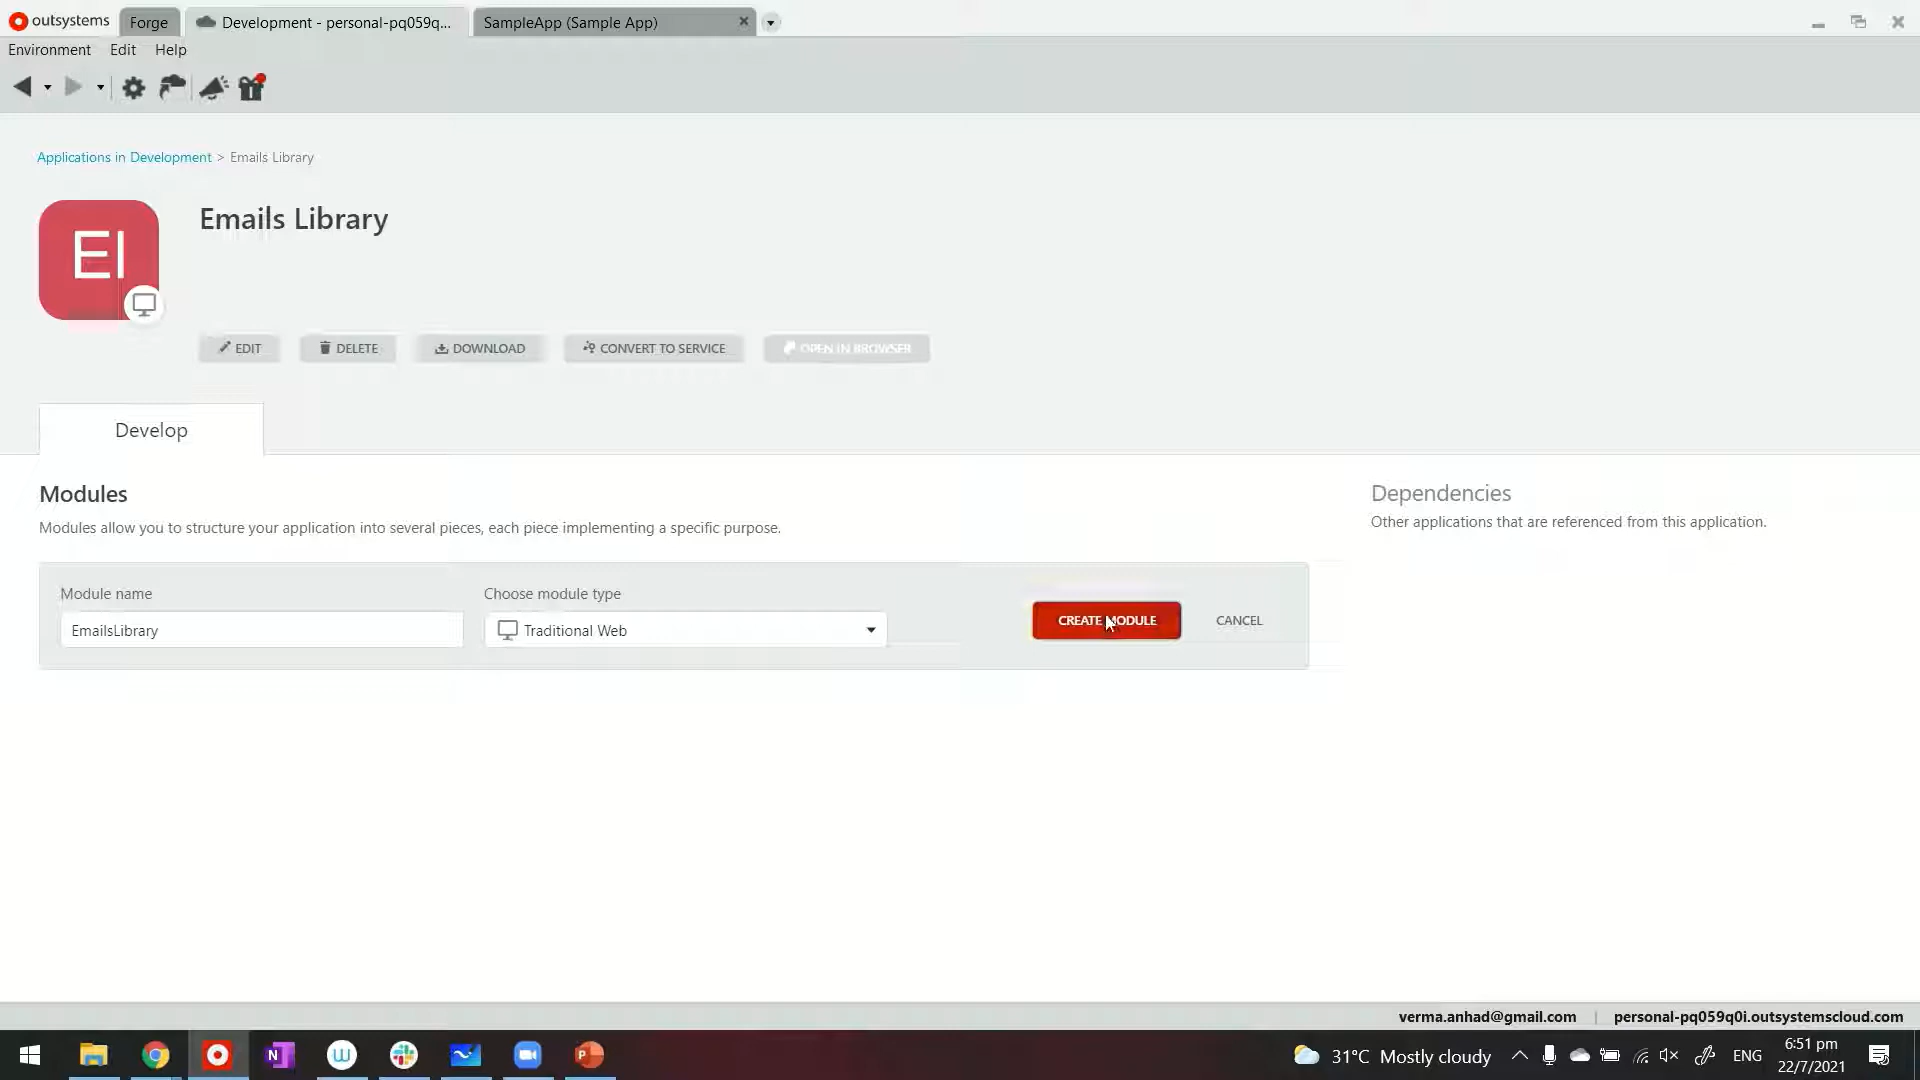 outsystems
Forge
Development - personal-pq059q...
SampleApp (Sample App)
Environment
Edit
Help
Applications in Development > Emails Library
El
Emails Library
EDIT
DELETE
DOWNLOAD
CONVERT TO SERVICE
OPEN IN BROWSER
Develop
Modules
Modules allow you to structure your application into several pieces, each piece implementing a specific purpose.
Dependencies
Other applications that are referenced from this application.
Module name
Choose module type
EmailsLibrary
Traditional Web
CREATE MODULE
CANCEL
verma.anhad@gmail.com
personal-pq059q0i.outsystemscloud.com
N
W
P
31°C Mostly cloudy
ENG
6:51 pm
22/7/2021